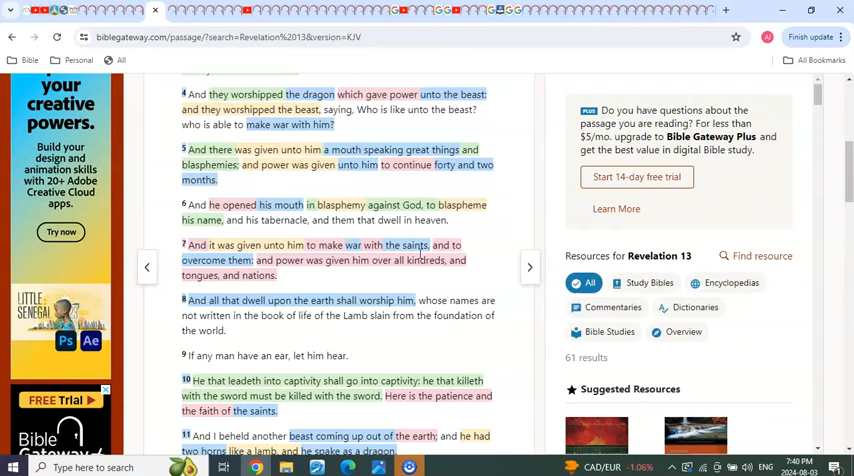 biblegateway.com/passage/?search=Revelation%2013&version=KJV
AI
Finish update
Bible
Personal
All
All Bookmarks
your
creative
powers.
Build your
design and
animation skills
with 20+ Adobe
Creative Cloud
apps.
Try now
LITTLE
SENEGAL
Ps
Ae
FREE Trial
Bible
Gateway
4 And they worshipped the dragon which gave power unto the beast:
and they worshipped the beast, saying, Who is like unto the beast?
who is able to make war with him?
5 And there was given unto him a mouth speaking great things and
blasphemies; and power was given unto him to continue forty and two
months.
6 And he opened his mouth in blasphemy against God, to blaspheme
his name, and his tabernacle, and them that dwell in heaven.
7 And it was given unto him to make war with the saints, and to
overcome them: and power was given him over all kindreds, and
tongues, and nations.
8 And all that dwell upon the earth shall worship him, whose names are
not written in the book of life of the Lamb slain from the foundation of
the world.
9 If any man have an ear, let him hear.
10 He that leadeth into captivity shall go into captivity: he that killeth
with the sword must be killed with the sword. Here is the patience and
the faith of the saints.
11 And I beheld another beast coming up out of the earth; and he had
two horns like a lamb, and he spake as a dragon.
PLUS Do you have questions about the
passage you are reading? For less than
$5/mo. upgrade to Bible Gateway Plus and
get the best value in digital Bible study.
Start 14-day free trial
Learn More
Resources for Revelation 13
Find resource
All
Study Bibles
Encyclopedias
Commentaries
Dictionaries
Bible Studies
Overview
61 results
Suggested Resources
Type here to search
CAD/EUR -1.06%
ENG
7:40 PM
2024-08-03